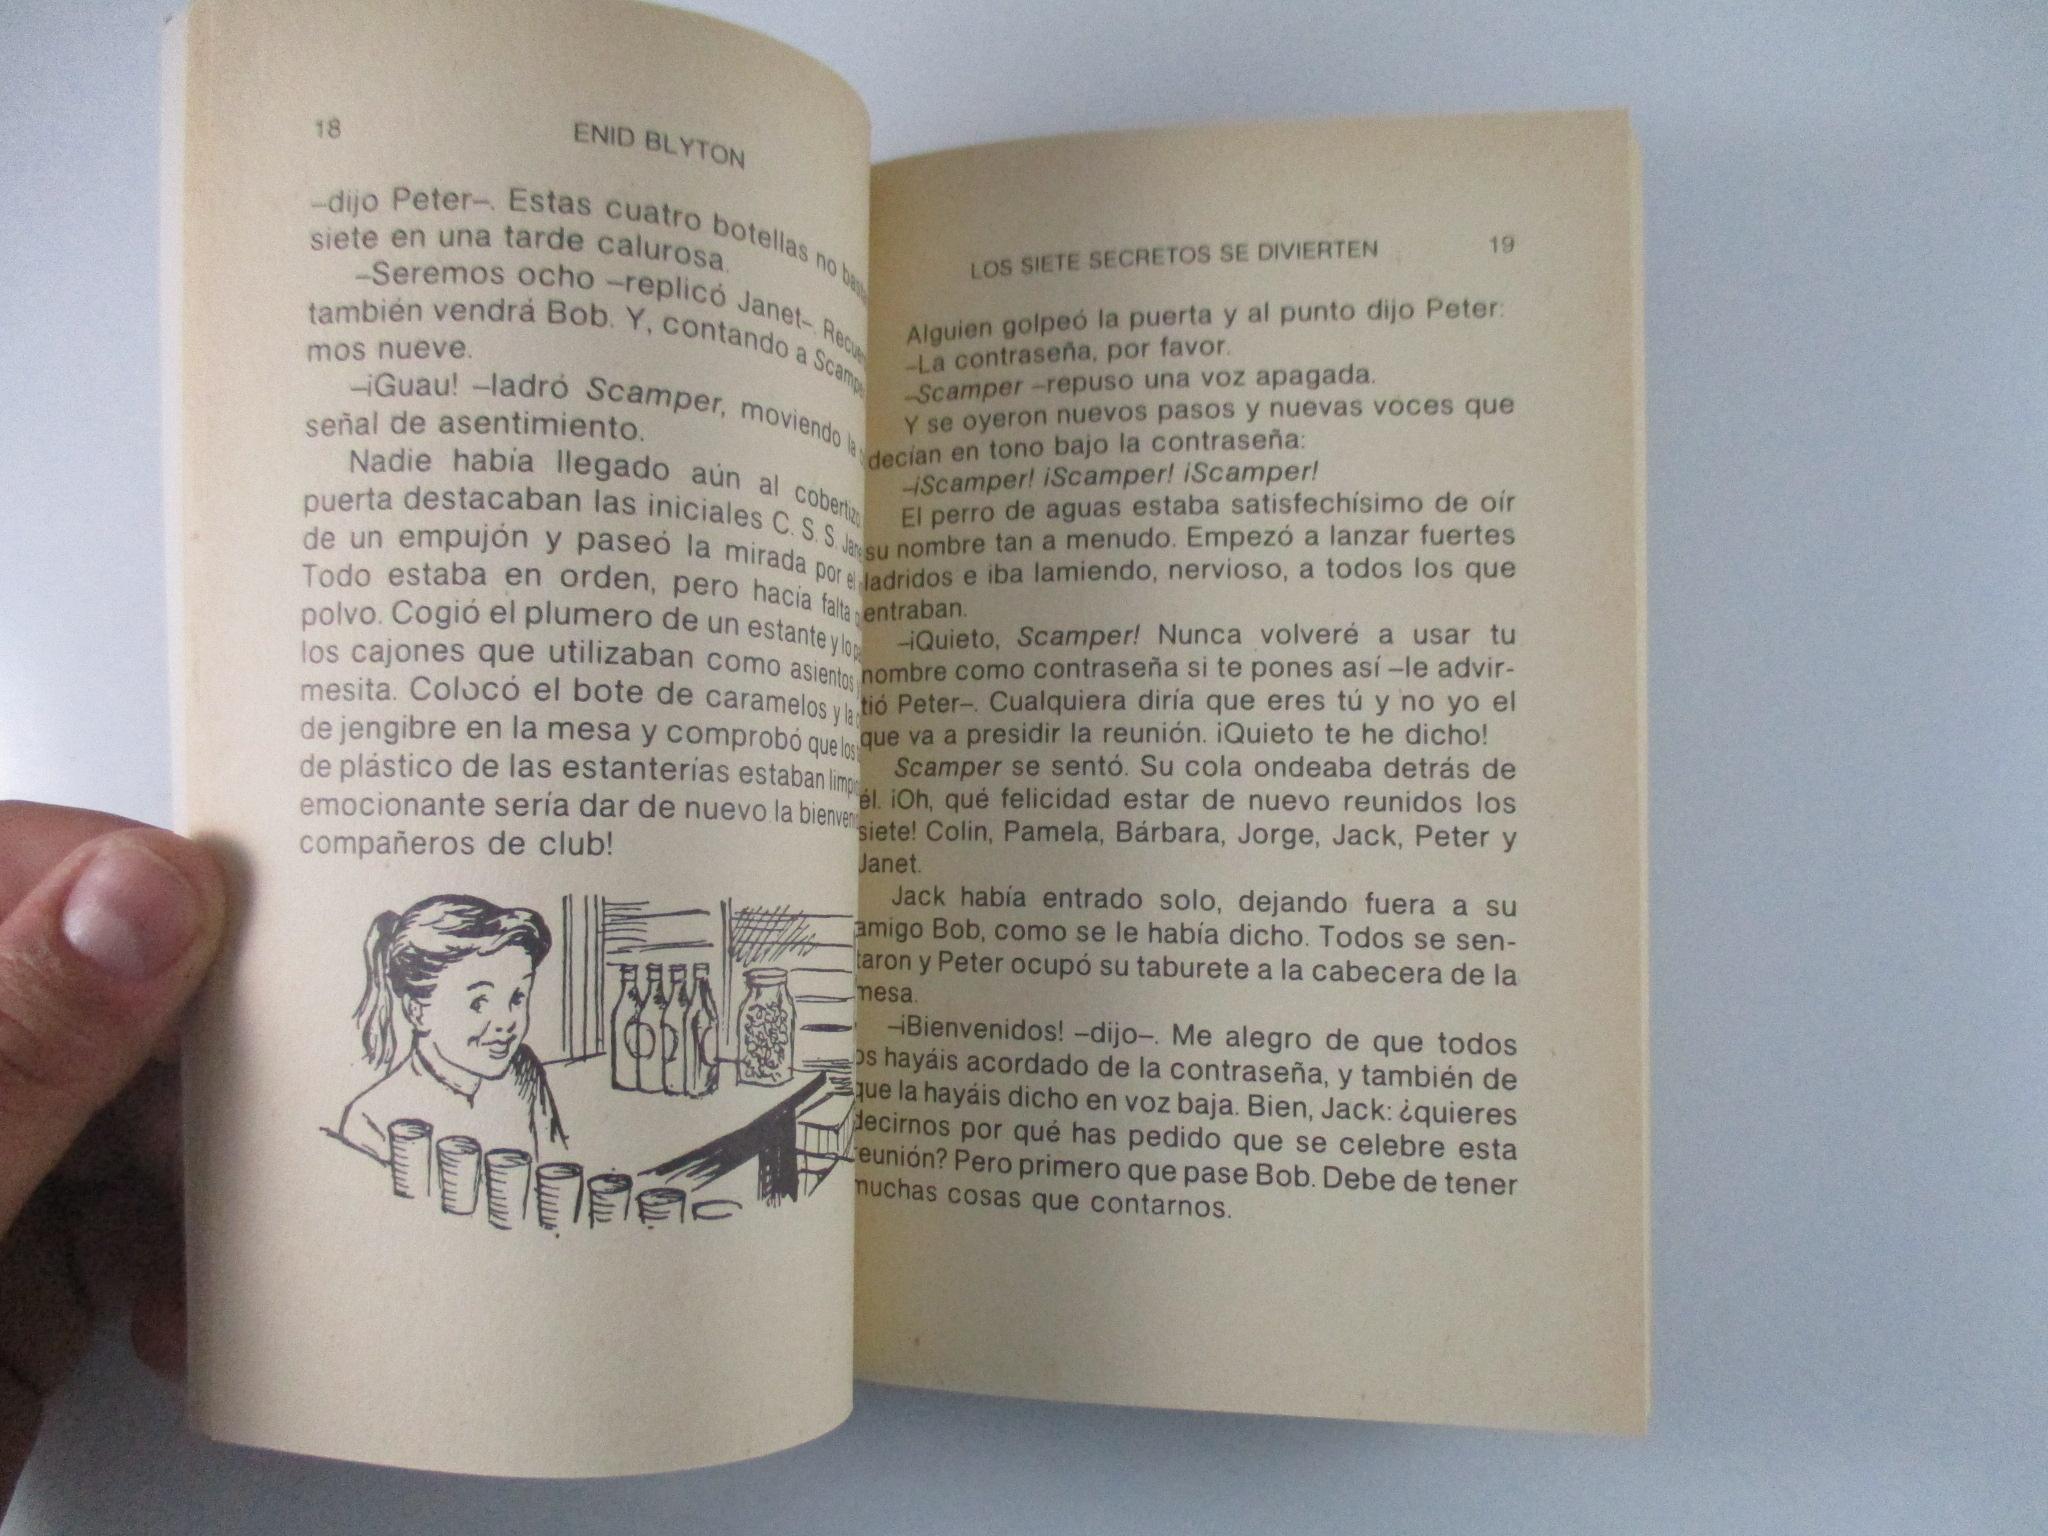 18
ENID BLYTON
–dijo Peter–. Estas cuatro botellas no
siete en una tarde calurosa.
–Seremos ocho –replicó Janet–.
también vendrá Bob. Y, contando a
mos nueve.
–¡Guau! –ladró Scamper, moviendo la
señal de asentimiento.
Nadie había llegado aún al
puerta destacaban las iniciales C. S. S.
de un empujón y paseó la mirada por el
Todo estaba en orden, pero hacía falta
polvo. Cogió el plumero de un estante y lo
los cajones que utilizaban como asientos
mesita. Colocó el bote de caramelos y la
de jengibre en la mesa y comprobó que los
de plástico de las estanterías estaban
emocionante sería dar de nuevo la
compañeros de club!
LOS SIETE SECRETOS SE DIVIERTEN
19
Alguien golpeó la puerta y al punto dijo Peter:
–La contraseña, por favor.
–Scamper –repuso una voz apagada.
Y se oyeron nuevos pasos y nuevas voces que
decían en tono bajo la contraseña:
–¡Scamper! ¡Scamper! ¡Scamper!
El perro de aguas estaba satisfechísimo de oír
su nombre tan a menudo. Empezó a lanzar fuertes
ladridos e iba lamiendo, nervioso, a todos los que
entraban.
–¡Quieto, Scamper! Nunca volveré a usar tu
nombre como contraseña si te pones así –le advir-
tió Peter–. Cualquiera diría que eres tú y no yo el
que va a presidir la reunión. ¡Quieto te he dicho!
Scamper se sentó. Su cola ondeaba detrás de
él. ¡Oh, qué felicidad estar de nuevo reunidos los
siete! Colin, Pamela, Bárbara, Jorge, Jack, Peter y
Janet.
Jack había entrado solo, dejando fuera a su
amigo Bob, como se le había dicho. Todos se sen-
taron y Peter ocupó su taburete a la cabecera de la
mesa.
–¡Bienvenidos! –dijo–. Me alegro de que todos
os hayáis acordado de la contraseña, y también de
que la hayáis dicho en voz baja. Bien, Jack: ¿quieres
decirnos por qué has pedido que se celebre esta
reunión? Pero primero que pase Bob. Debe de tener
muchas cosas que contarnos.